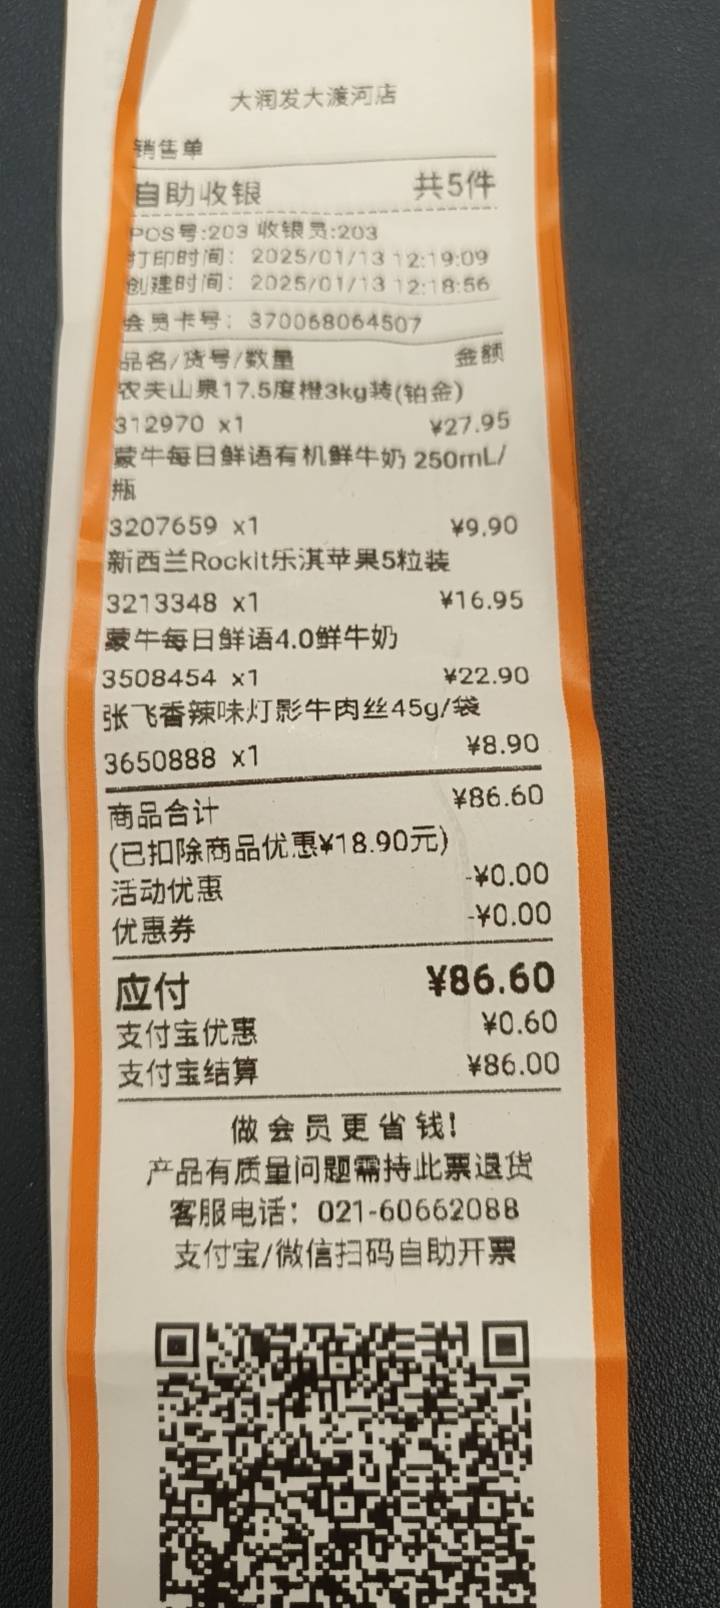 大润发大渡河店
销售单
自助收银 共5件
POS号:203 收银员:203
打印时间: 2025/01/13 12:19:09
创建时间: 2025/01/13 12:18:56
会员卡号: 370068064507
品名/货号/数量 金额
农夫山泉17.5度橙3kg装(铂金)
312970 x1 ¥27.95
蒙牛每日鲜语有机鲜牛奶 250mL/
瓶
3207659 x1 ¥9.90
新西兰Rockit乐淇苹果5粒装
3213348 x1 ¥16.95
蒙牛每日鲜语4.0鲜牛奶
3508454 x1 ¥22.90
张飞香辣味灯影牛肉丝45g/袋
3650888 x1 ¥8.90
商品合计 ¥86.60
(已扣除商品优惠¥18.90元)
活动优惠 -¥0.00
优惠券 -¥0.00
应付 ¥86.60
支付宝优惠 ¥0.60
支付宝结算 ¥86.00
做会员更省钱!
产品有质量问题需持此票退货
客服电话: 021-60662088
支付宝/微信扫码自助开票